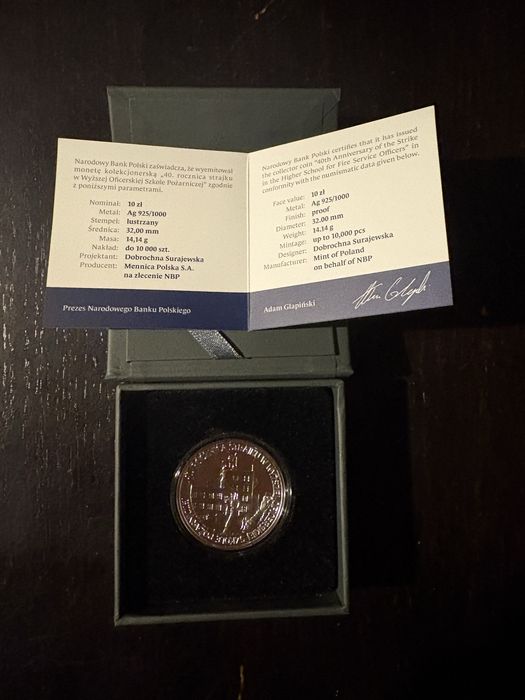 Narodowy Bank Polski zaświadcza, że wyemitował
monetę kolekcjonerską „40. rocznica strajku
w Wyższej Oficerskiej Szkole Pożarniczej” zgodnie
z poniższymi parametrami.
Nominał: 10 zł
Metal: Ag 925/1000
Stempel: lustrzany
Średnica: 32,00 mm
Masa: 14,14 g
Nakład: do 10 000 szt.
Projektant: Dobrochna Surajewska
Producent: Mennica Polska S.A.
na zlecenie NBP
Prezes Narodowego Banku Polskiego
Narodowy Bank Polski certifies that it has issued
the collector coin “40th Anniversary of the Strike
in the Higher School for Fire Service Officers” in
conformity with the numismatic data given below.
Face value: 10 zł
Metal: Ag 925/1000
Finish: proof
Diameter: 32.00 mm
Weight: 14.14 g
Mintage: up to 10,000 pcs
Designer: Dobrochna Surajewska
Manufacturer: Mint of Poland
on behalf of NBP
Adam Glapiński